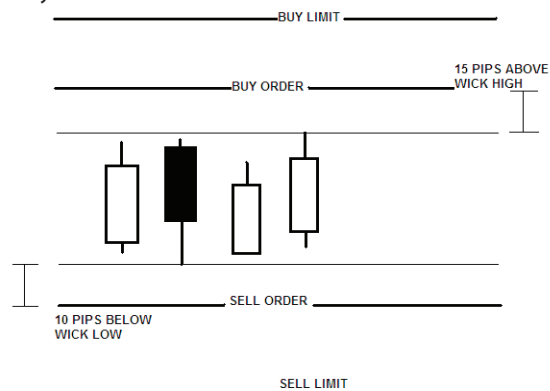 BUY LIMIT
15 PIPS ABOVE
WICK HIGH
BUY ORDER
SELL ORDER
10 PIPS BELOW
WICK LOW
SELL LIMIT